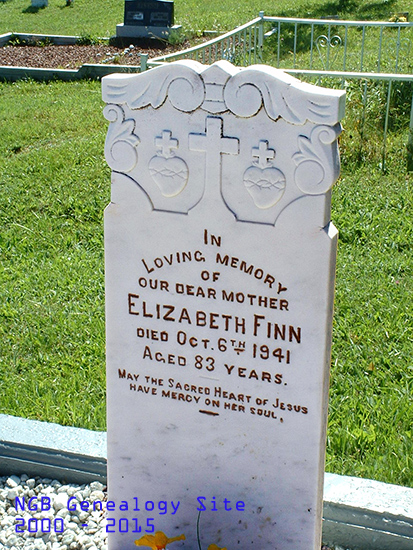 IN
LOVING MEMORY
OF
OUR DEAR MOTHER
ELIZABETH FINN
DIED OCT. 6TH 1941
AGED 83 YEARS.
MAY THE SACRED HEART OF JESUS
HAVE MERCY ON HER SOUL,
NGB Genealogy Site
2000 - 2015